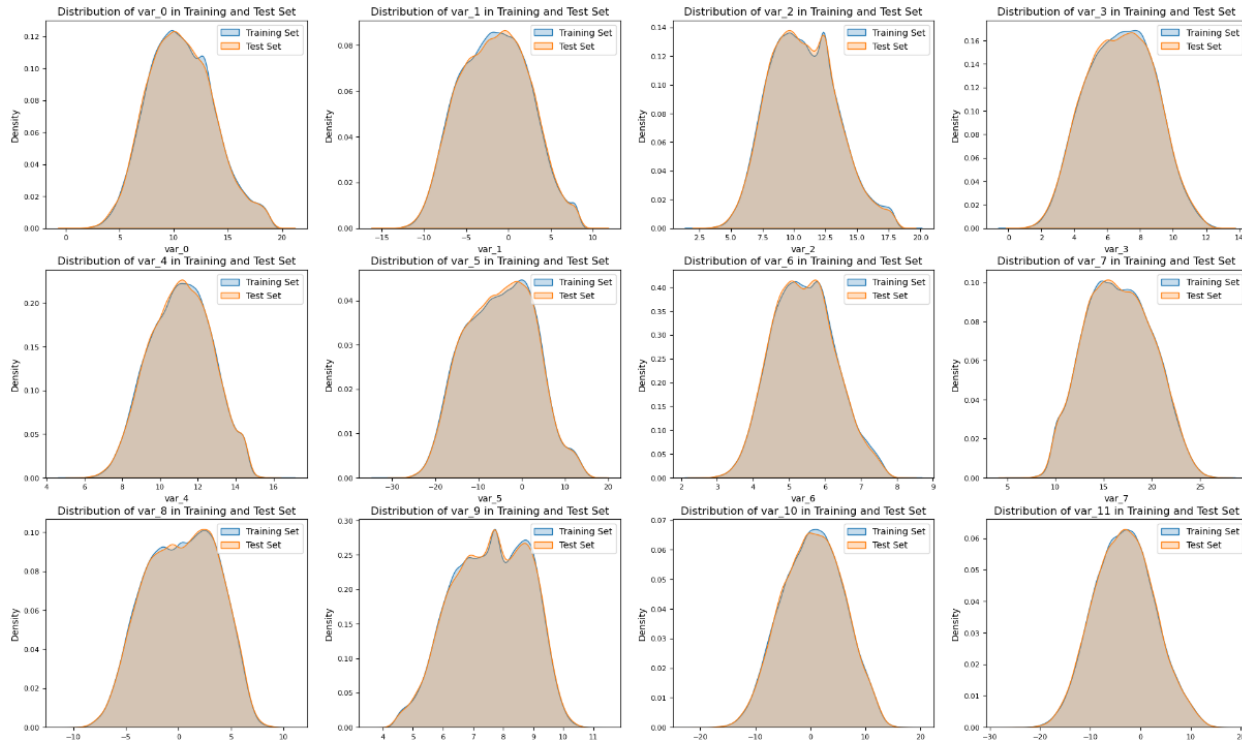 Distribution of var_0 in Training and Test Set
Training Set
Test Set
Density
0.12
0.10
0.08
0.06
0.04
0.02
0.00
0
5
10
15
20
var_0
Distribution of var_1 in Training and Test Set
Training Set
Test Set
Density
0.08
0.06
0.04
0.02
0.00
−15
−10
−5
0
5
10
var_1
Distribution of var_2 in Training and Test Set
Training Set
Test Set
Density
0.14
0.12
0.10
0.08
0.06
0.04
0.02
0.00
2.5
5.0
7.5
10.0
12.5
15.0
17.5
20.0
var_2
Distribution of var_3 in Training and Test Set
Training Set
Test Set
Density
0.16
0.14
0.12
0.10
0.08
0.06
0.04
0.02
0.00
0
2
4
6
8
10
12
14
var_3
Distribution of var_4 in Training and Test Set
Training Set
Test Set
Density
0.20
0.15
0.10
0.05
0.00
4
6
8
10
12
14
16
var_4
Distribution of var_5 in Training and Test Set
Training Set
Test Set
Density
0.04
0.03
0.02
0.01
0.00
−30
−20
−10
0
10
20
var_5
Distribution of var_6 in Training and Test Set
Training Set
Test Set
Density
0.40
0.35
0.30
0.25
0.20
0.15
0.10
0.05
0.00
2
3
4
5
6
7
8
9
var_6
Distribution of var_7 in Training and Test Set
Training Set
Test Set
Density
0.10
0.08
0.06
0.04
0.02
0.00
5
10
15
20
25
var_7
Distribution of var_8 in Training and Test Set
Training Set
Test Set
Density
0.10
0.08
0.06
0.04
0.02
0.00
−10
−5
0
5
10
Distribution of var_9 in Training and Test Set
Training Set
Test Set
Density
0.30
0.25
0.20
0.15
0.10
0.05
0.00
4
5
6
7
8
9
10
11
Distribution of var_10 in Training and Test Set
Training Set
Test Set
Density
0.07
0.06
0.05
0.04
0.03
0.02
0.01
0.00
−20
−10
0
10
20
Distribution of var_11 in Training and Test Set
Training Set
Test Set
Density
0.06
0.05
0.04
0.03
0.02
0.01
0.00
−30
−20
−10
0
10
20